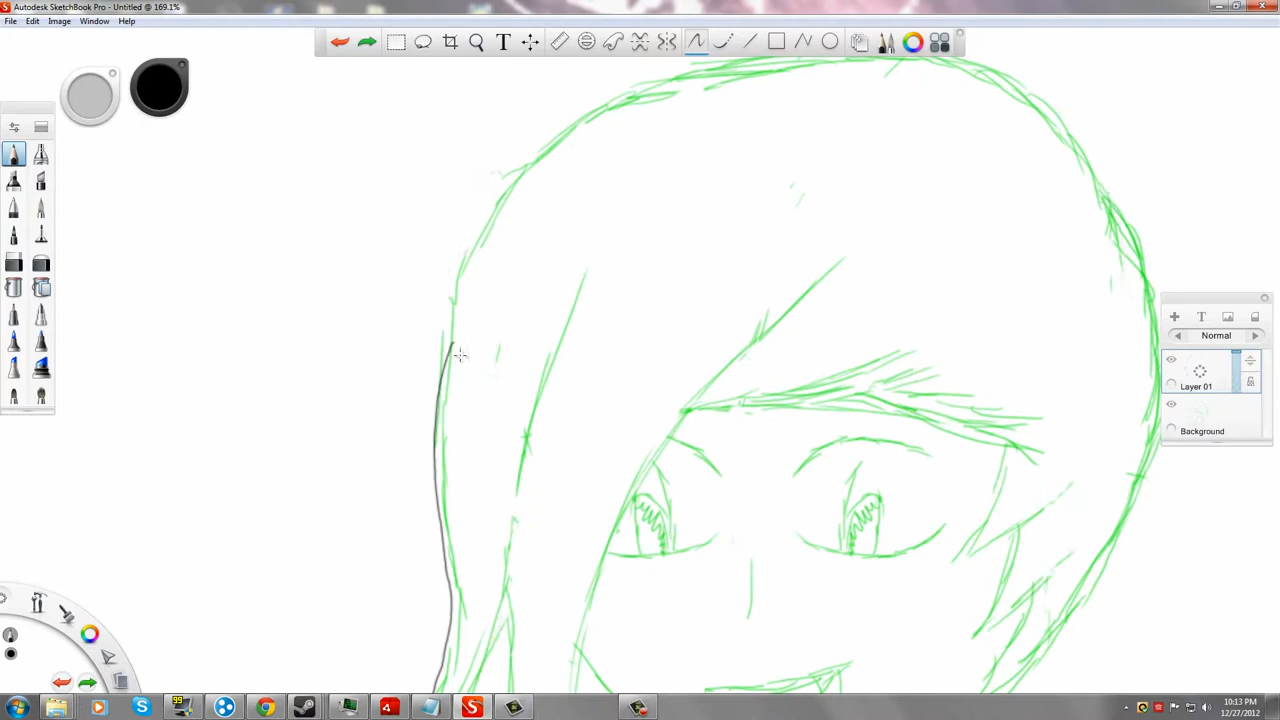 Autodesk SketchBook Pro - Untitled @ 169.1%
File Edit Image Window Help
T
T
Normal
Layer 01
Background
99
10:13 PM
12/27/2012